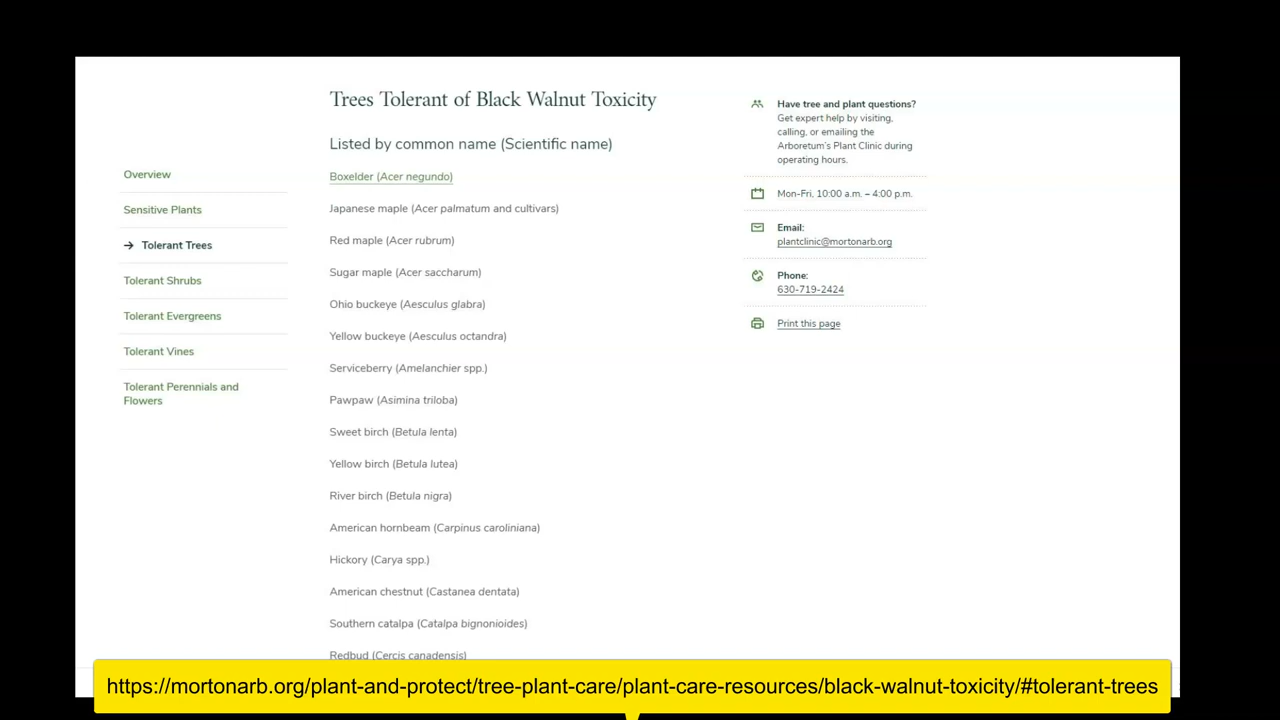 Trees Tolerant of Black Walnut Toxicity
Listed by common name (Scientific name)
Overview
Sensitive Plants
→ Tolerant Trees
Tolerant Shrubs
Tolerant Evergreens
Tolerant Vines
Tolerant Perennials and
Flowers
Boxelder (Acer negundo)
Japanese maple (Acer palmatum and cultivars)
Red maple (Acer rubrum)
Sugar maple (Acer saccharum)
Ohio buckeye (Aesculus glabra)
Yellow buckeye (Aesculus octandra)
Serviceberry (Amelanchier spp.)
Pawpaw (Asimina triloba)
Sweet birch (Betula lenta)
Yellow birch (Betula lutea)
River birch (Betula nigra)
American hornbeam (Carpinus caroliniana)
Hickory (Carya spp.)
American chestnut (Castanea dentata)
Southern catalpa (Catalpa bignonioides)
Redbud (Cercis canadensis)
Have tree and plant questions?
Get expert help by visiting,
calling, or emailing the
Arboretum's Plant Clinic during
operating hours.
Mon-Fri, 10:00 a.m. – 4:00 p.m.
Email:
plantclinic@mortonarb.org
Phone:
630-719-2424
Print this page
https://mortonarb.org/plant-and-protect/tree-plant-care/plant-care-resources/black-walnut-toxicity/#tolerant-trees